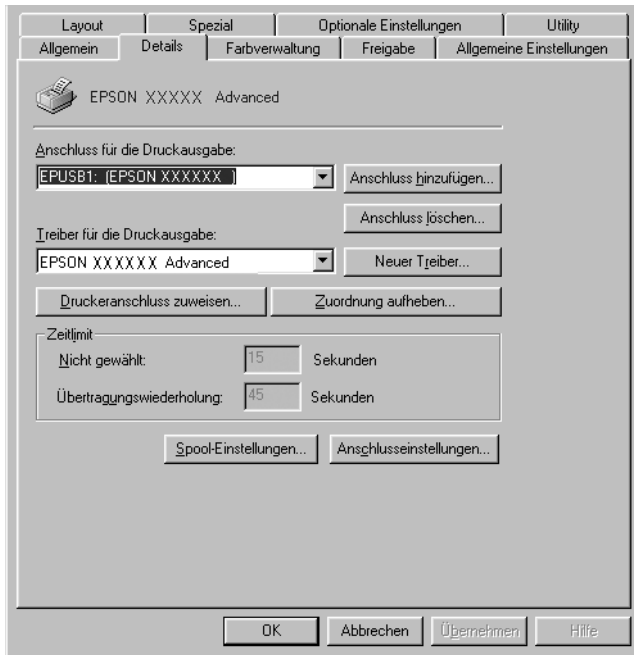 Layout Spezial Optionale Einstellungen Utility
Allgemein Details Farbverwaltung Freigabe Allgemeine Einstellungen
EPSON XXXXX Advanced
Anschluss für die Druckausgabe:
EPUSB1: (EPSON XXXXXX ) Anschluss hinzufügen...
Anschluss löschen...
Treiber für die Druckausgabe:
EPSON XXXXXX Advanced Neuer Treiber...
Druckeranschluss zuweisen... Zuordnung aufheben...
Zeitlimit
Nicht gewählt: 15 Sekunden
Übertragungswiederholung: 45 Sekunden
Spool-Einstellungen... Anschlusseinstellungen...
OK Abbrechen Übernehmen Hilfe